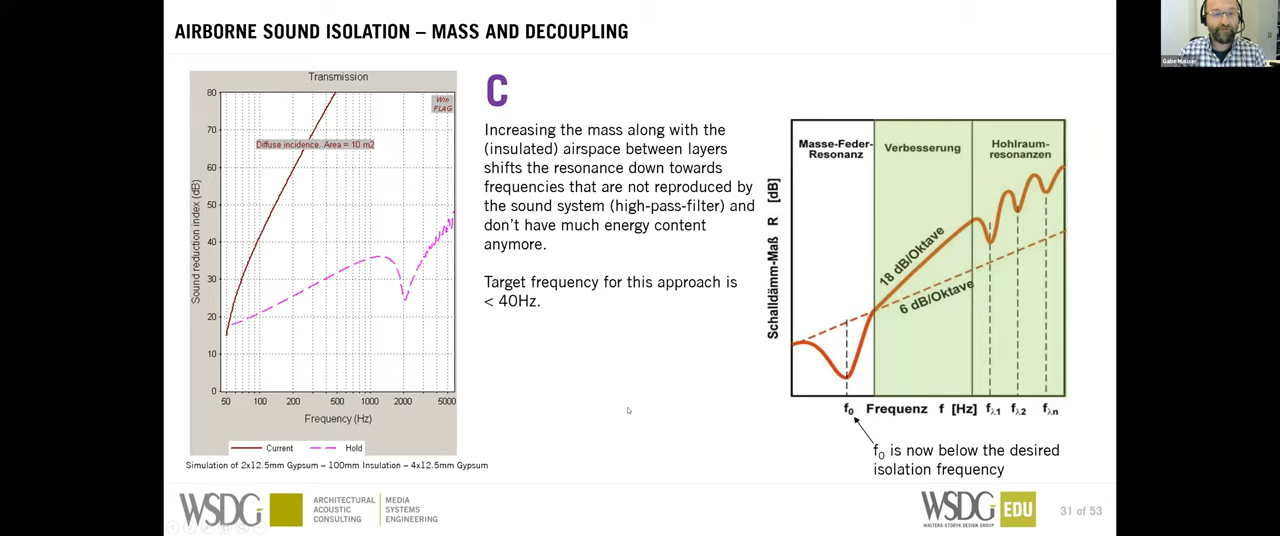 AIRBORNE SOUND ISOLATION – MASS AND DECOUPLING
Gabe Hauser
Transmission
Win
FLAG
Diffuse incidence. Area = 10 m2
Sound reduction index (dB)
80
70
60
50
40
30
20
10
0
50 100 200 500 1000 2000 5000
Frequency (Hz)
Current Hold
Simulation of 2x12.5mm Gypsum – 100mm Insulation – 4x12.5mm Gypsum
C
Increasing the mass along with the
(insulated) airspace between layers
shifts the resonance down towards
frequencies that are not reproduced by
the sound system (high-pass-filter) and
don't have much energy content
anymore.
Target frequency for this approach is
< 40Hz.
Masse-Feder-
Resonanz
Verbesserung
Hohlraum-
resonanzen
Schalldämm-Maß R [dB]
18 dB/Oktave
6 dB/Oktave
f0 Frequenz f [Hz] fλ1 fλ2 fλn
f0 is now below the desired
isolation frequency
WSDG
ARCHITECTURAL
ACOUSTIC
CONSULTING
MEDIA
SYSTEMS
ENGINEERING
WSDG EDU
WALTERS-STORYK DESIGN GROUP
31 of 53